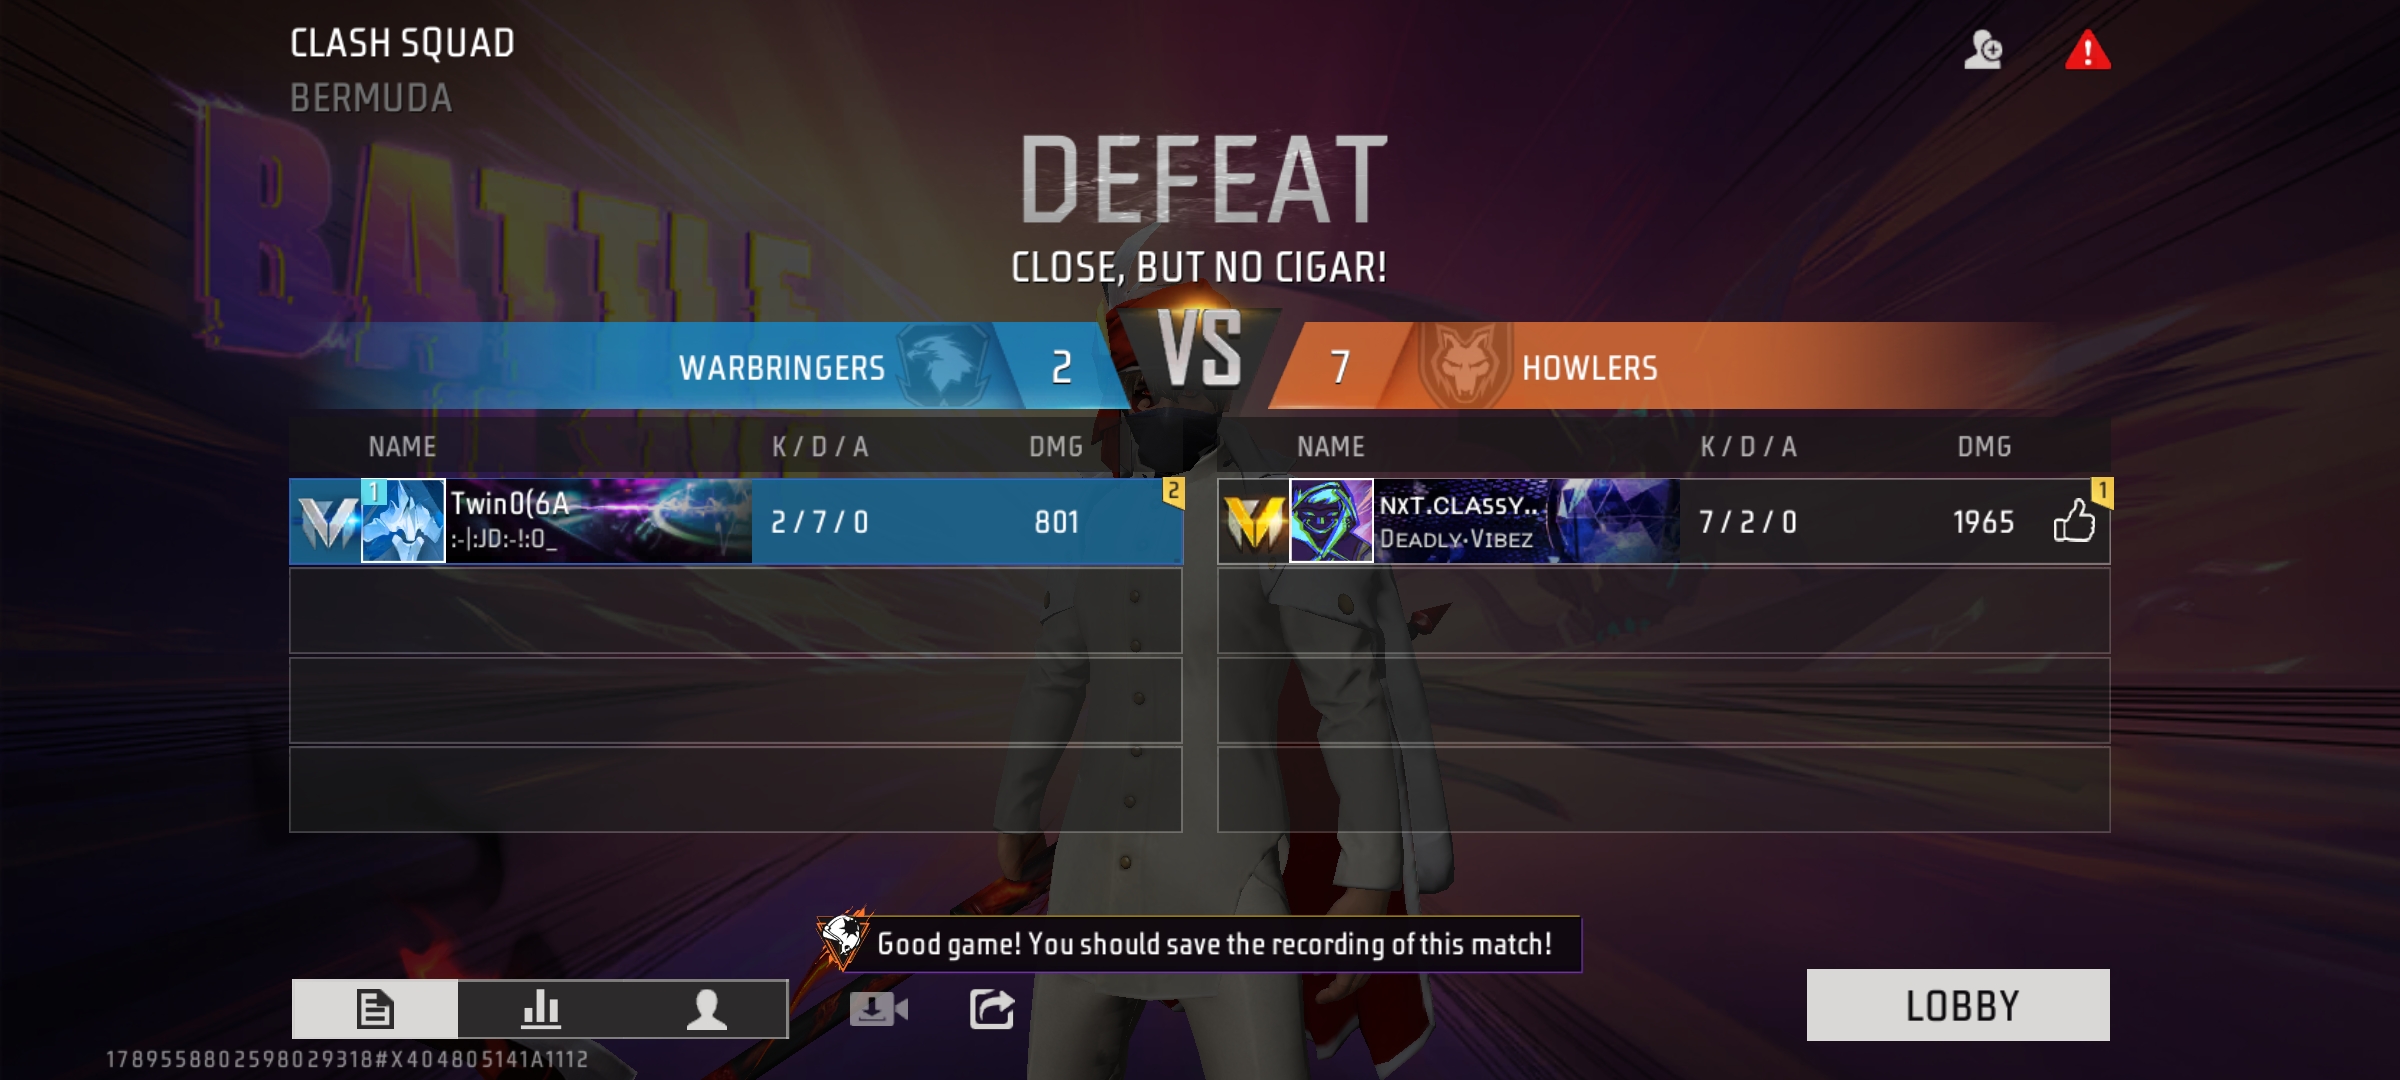 CLASH SQUAD
BERMUDA
BATTLE
DEFEAT
CLOSE, BUT NO CIGAR!
WARBRINGERS 2 VS 7 HOWLERS
NAME K / D / A DMG NAME K / D / A DMG
1 Twin0(6A 2 / 7 / 0 801 2
:-|:JD:-!:0_
NXT.CLASSY.. 7 / 2 / 0 1965 1
DEADLY·VIBEZ
Good game! You should save the recording of this match!
LOBBY
1789558802598029318#X404805141A1112